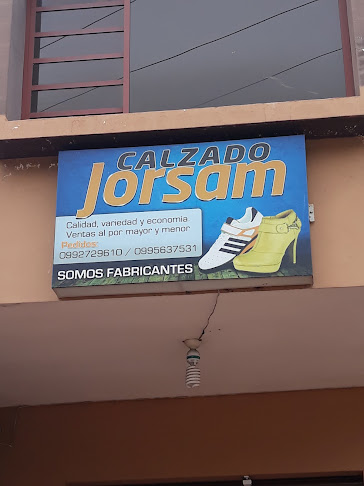 CALZADO
Jorsam
Calidad, variedad y economía
Ventas al por mayor y menor
Pedidos:
0992729610 / 0995637531
SOMOS FABRICANTES